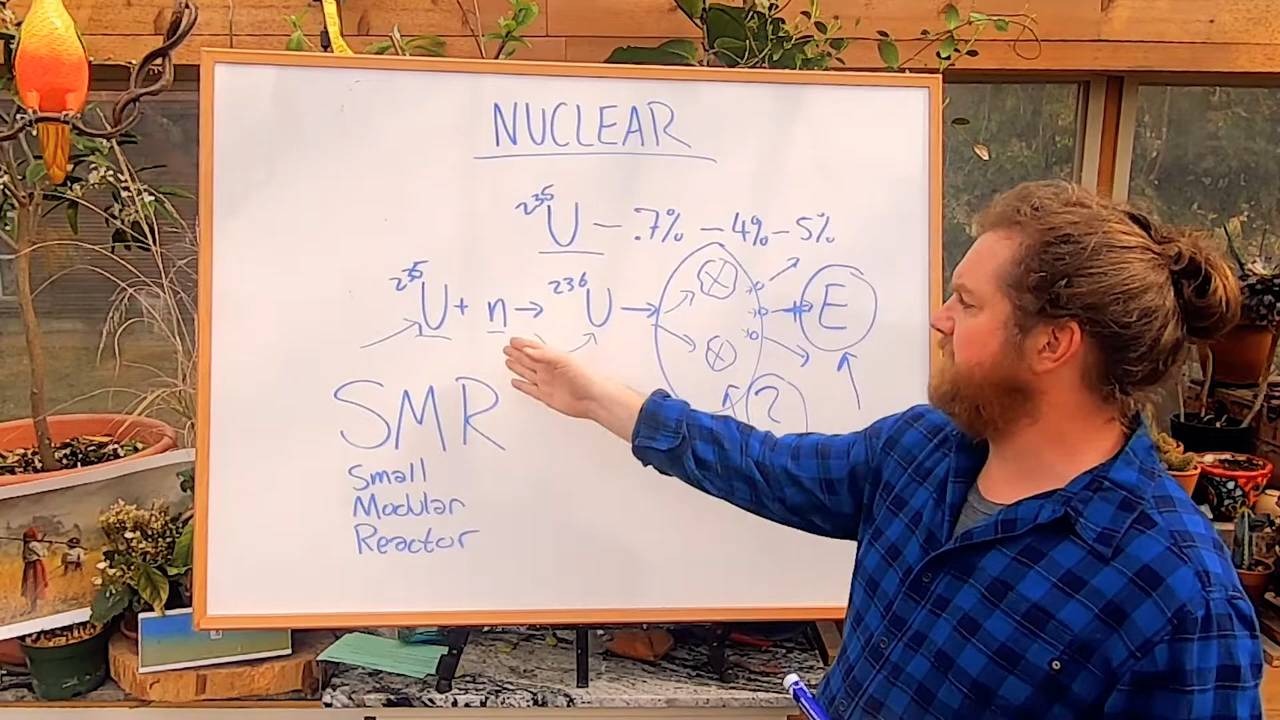 NUCLEAR
²³⁵U – .7% – 4% – 5%
²³⁵U + n → ²³⁶U → E
?
SMR
Small
Modular
Reactor